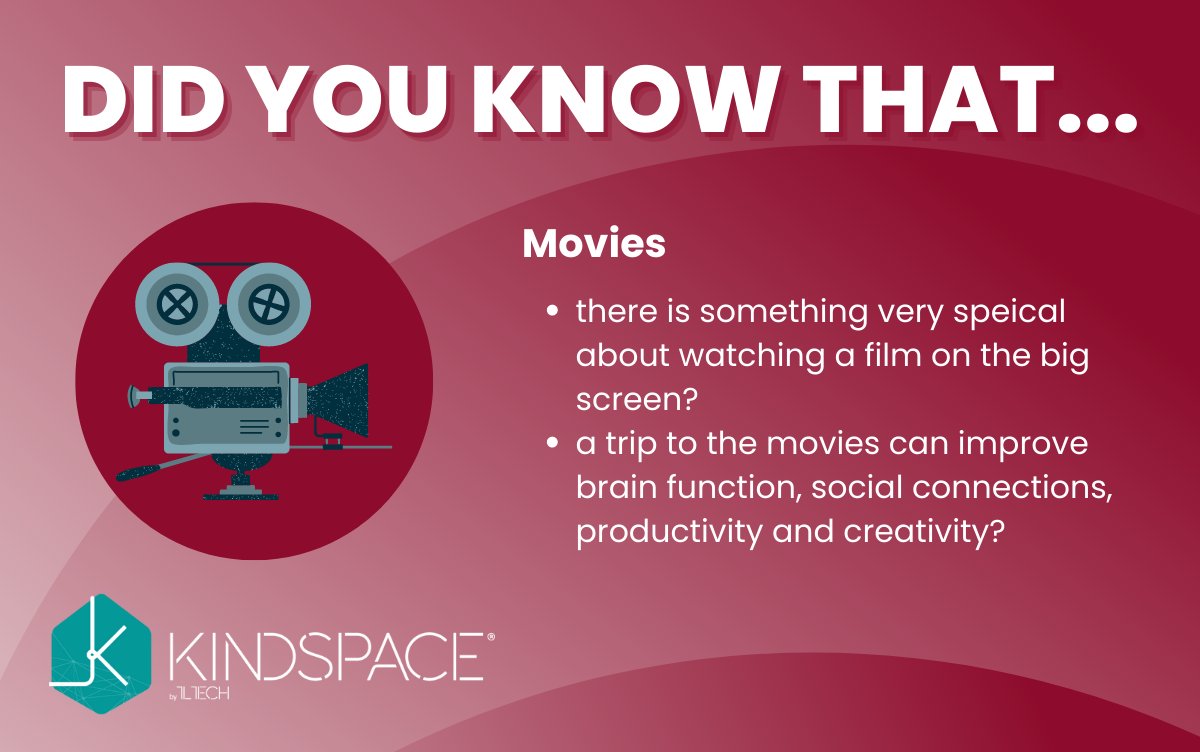 DID YOU KNOW THAT...
Movies
• there is something very speical
about watching a film on the big
screen?
• a trip to the movies can improve
brain function, social connections,
productivity and creativity?
KINDSPACE®
by 1LTECH